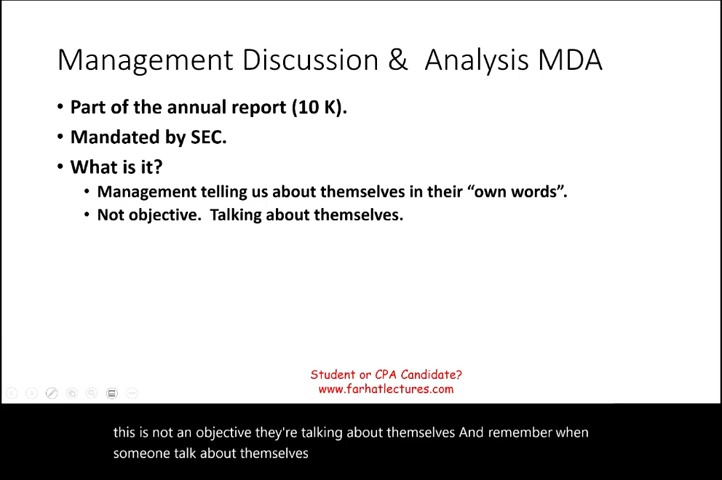 Management Discussion & Analysis MDA
• Part of the annual report (10 K).
• Mandated by SEC.
• What is it?
• Management telling us about themselves in their “own words”.
• Not objective. Talking about themselves.
Student or CPA Candidate?
www.farhatlectures.com
this is not an objective they're talking about themselves And remember when
someone talk about themselves